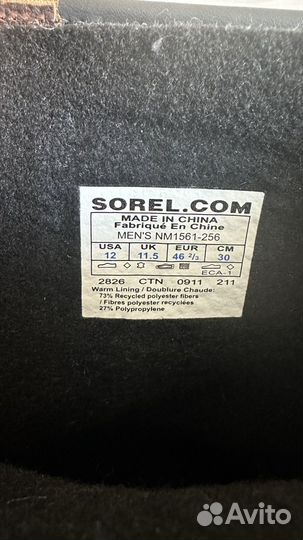 SOREL.COM
MADE IN CHINA
Fabriqué En Chine
MEN'S NM1561-256
USA UK EUR CM
12 11.5 46 2/3 30
ECA-1
2826 CTN 0911 211
Warm Lining / Doublure Chaude:
73% Recycled polyester fibers
/ Fibres polyester recyclées
27% Polypropylene
Avito